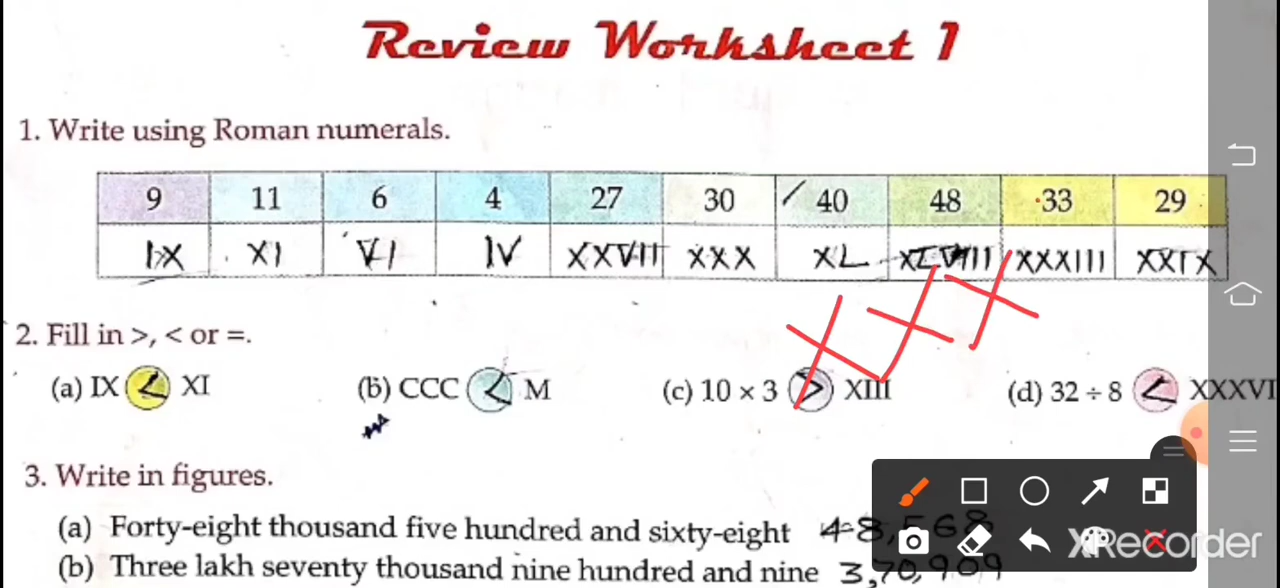 Review Worksheet 1
1. Write using Roman numerals.
9 11 6 4 27 30 40 48 33 29
IX XI VI IV XXVII XXX XL XLVIII XXXIII XXIX
XXX
2. Fill in >, < or =.
(a) IX < XI (b) CCC < M (c) 10 × 3 > XIII (d) 32 ÷ 8 < XXXVI
3. Write in figures.
(a) Forty-eight thousand five hundred and sixty-eight 48,568
(b) Three lakh seventy thousand nine hundred and nine 3,70,909
XRecorder